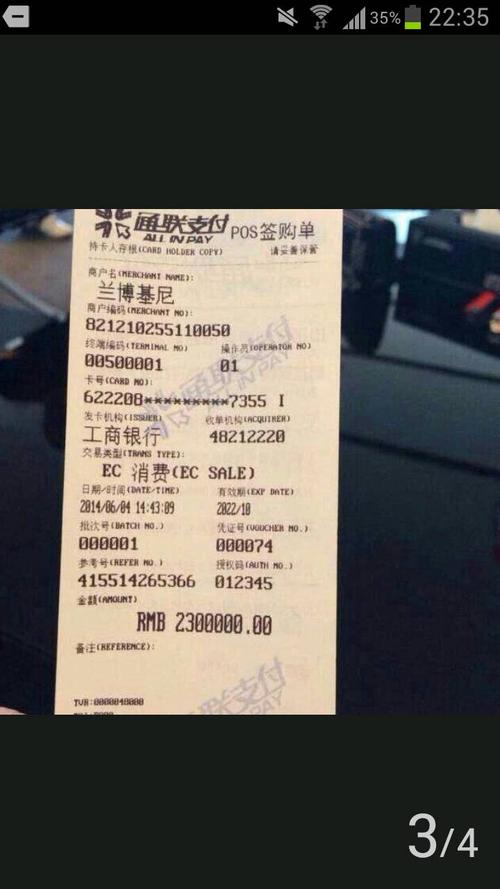 35% 22:35
通联支付
ALL IN PAY POS签购单
持卡人存根(CARD HOLDER COPY) 请妥善保管
商户名(MERCHANT NAME):
兰博基尼
商户编码(MERCHANT NO):
821210255110050
终端编码(TERMINAL NO) 操作员(OPERATOR NO)
00500001 01
卡号(CARD NO):
622208*********7355 I
发卡机构(ISSUER) 收单机构(ACQUIRER)
工商银行 48212220
交易类型(TRANS TYPE):
EC 消费(EC SALE)
日期/时间(DATE/TIME) 有效期(EXP DATE)
2014/06/04 14:43:09 2022/10
批次号(BATCH NO.) 凭证号(VOUCHER NO.)
000001 000074
参考号(REFER NO.) 授权码(AUTH NO.)
415514265366 012345
金额(AMOUNT)
RMB 2300000.00
备注(REFERENCE):
通联支付
ALL IN PAY
TVR:0000040000
3/4